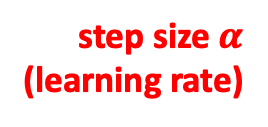 step size α
(learning rate)